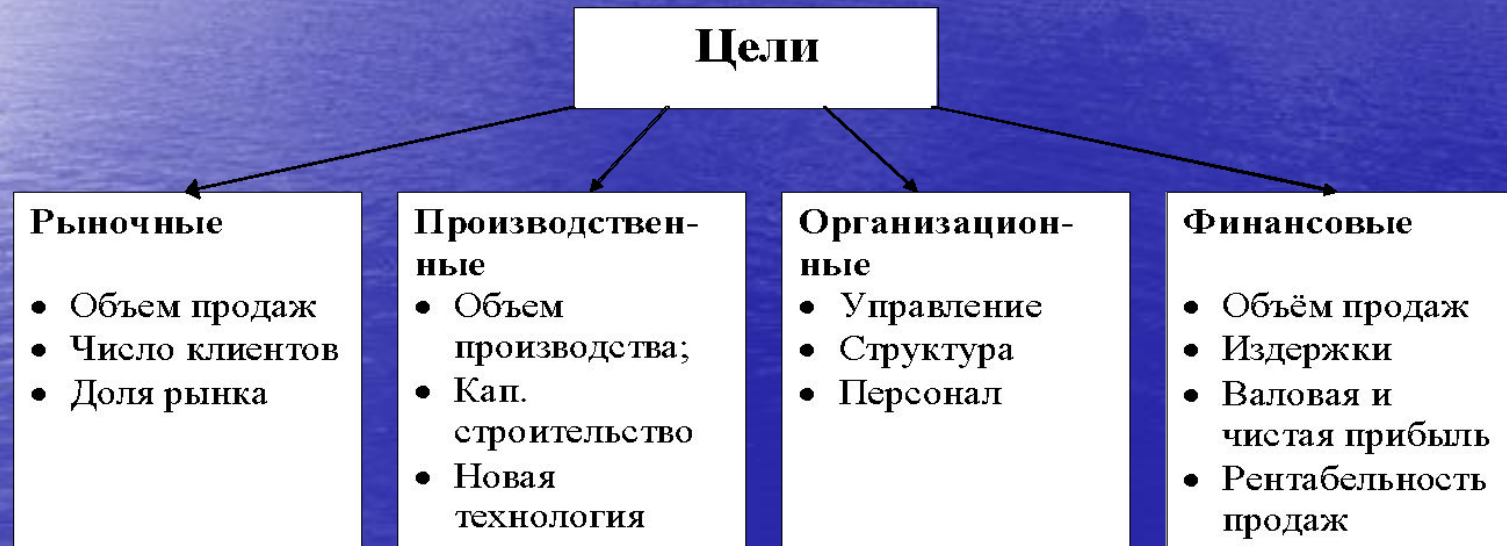 Цели
Рыночные
• Объем продаж
• Число клиентов
• Доля рынка
Производствен-
ные
• Объем
производства;
• Кап.
строительство
• Новая
технология
Организацион-
ные
• Управление
• Структура
• Персонал
Финансовые
• Объём продаж
• Издержки
• Валовая и
чистая прибыль
• Рентабельность
продаж